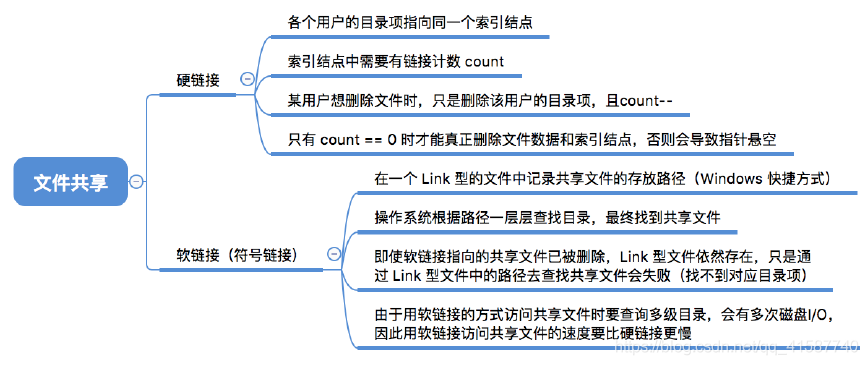 文件共享
硬链接
各个用户的目录项指向同一个索引结点
索引结点中需要有链接计数 count
某用户想删除文件时，只是删除该用户的目录项，且count--
只有 count == 0 时才能真正删除文件数据和索引结点，否则会导致指针悬空
软链接（符号链接）
在一个 Link 型的文件中记录共享文件的存放路径（Windows 快捷方式）
操作系统根据路径一层层查找目录，最终找到共享文件
即使软链接指向的共享文件已被删除，Link 型文件依然存在，只是通
过 Link 型文件中的路径去查找共享文件会失败（找不到对应目录项）
由于用软链接的方式访问共享文件时要查询多级目录，会有多次磁盘I/O，
因此用软链接访问共享文件的速度要比硬链接更慢
https://blog.csdn.net/qq_41587740